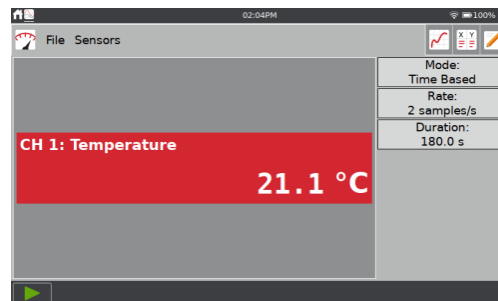 02:04PM
100%
File Sensors
X Y
Mode:
Time Based
Rate:
2 samples/s
Duration:
180.0 s
CH 1: Temperature
21.1 °C